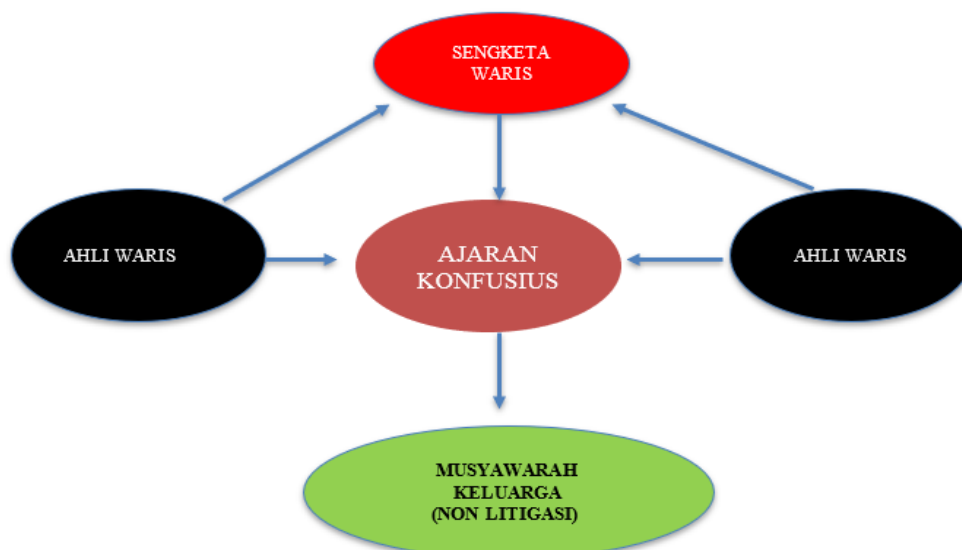 SENGKETA
WARIS
AHLI WARIS
AJARAN
KONFUSIUS
AHLI WARIS
MUSYAWARAH
KELUARGA
(NON LITIGASI)